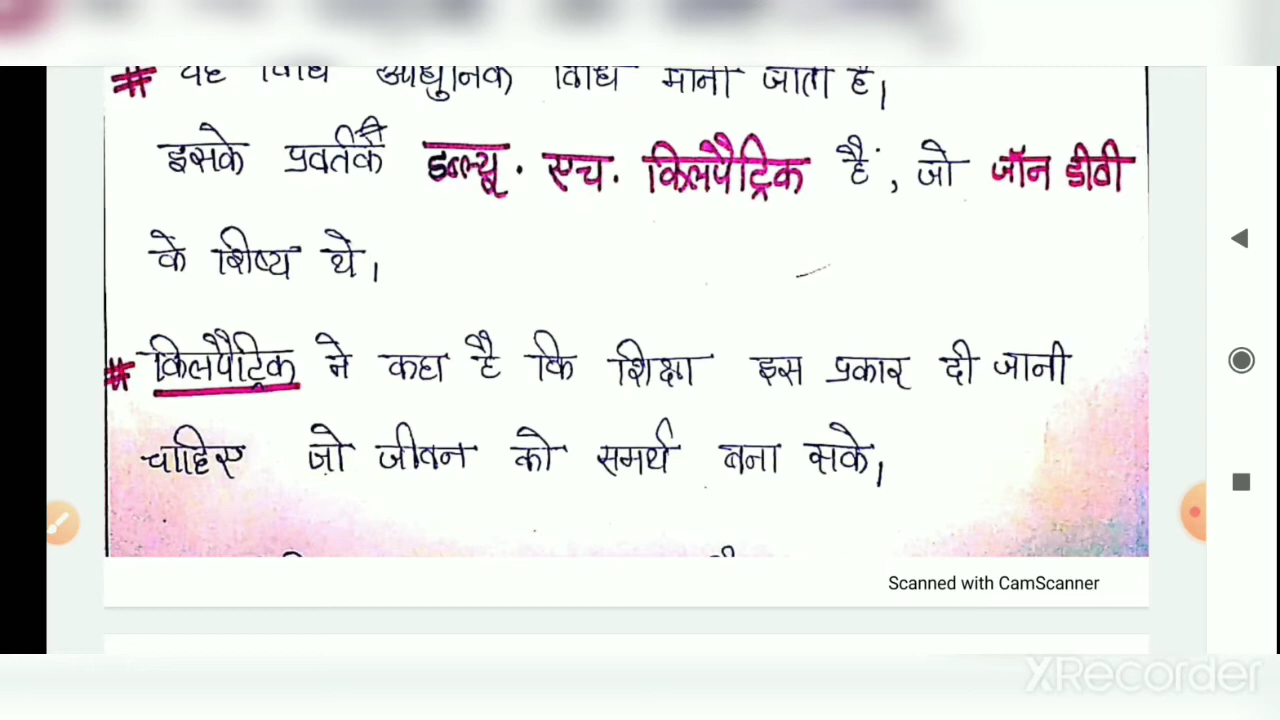 # यह विधि आधुनिक विधि मानी जाती है।
इसके प्रवर्तक डब्ल्यू. एच. किलपैट्रिक हैं, जो जॉन डीवी
के शिष्य थे।
# किलपैट्रिक ने कहा है कि शिक्षा इस प्रकार दी जानी
चाहिए जो जीवन को समर्थ बना सके।
Scanned with CamScanner
XRecorder